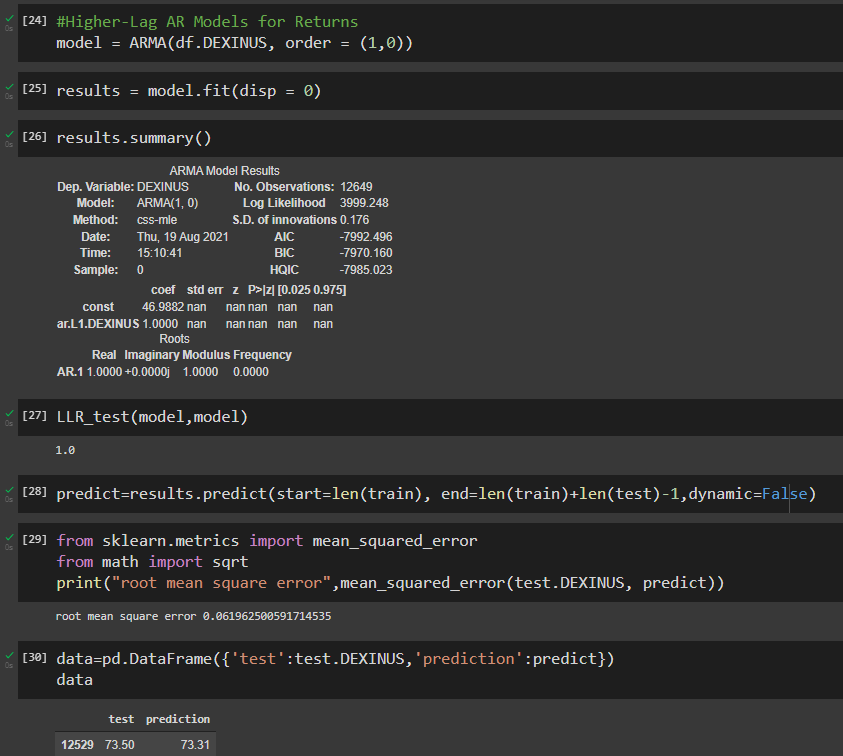 [24] #Higher-Lag AR Models for Returns
model = ARMA(df.DEXINUS, order = (1,0))
[25] results = model.fit(disp = 0)
[26] results.summary()
ARMA Model Results
Dep. Variable: DEXINUS No. Observations: 12649
Model: ARMA(1, 0) Log Likelihood 3999.248
Method: css-mle S.D. of innovations 0.176
Date: Thu, 19 Aug 2021 AIC -7992.496
Time: 15:10:41 BIC -7970.160
Sample: 0 HQIC -7985.023
coef std err z P>|z| [0.025 0.975]
const 46.9882 nan nan nan nan nan
ar.L1.DEXINUS 1.0000 nan nan nan nan nan
Roots
Real Imaginary Modulus Frequency
AR.1 1.0000 +0.0000j 1.0000 0.0000
[27] LLR_test(model,model)
1.0
[28] predict=results.predict(start=len(train), end=len(train)+len(test)-1,dynamic=False)
[29] from sklearn.metrics import mean_squared_error
from math import sqrt
print("root mean square error",mean_squared_error(test.DEXINUS, predict))
root mean square error 0.061962500591714535
[30] data=pd.DataFrame({'test':test.DEXINUS,'prediction':predict})
data
test prediction
12529 73.50 73.31